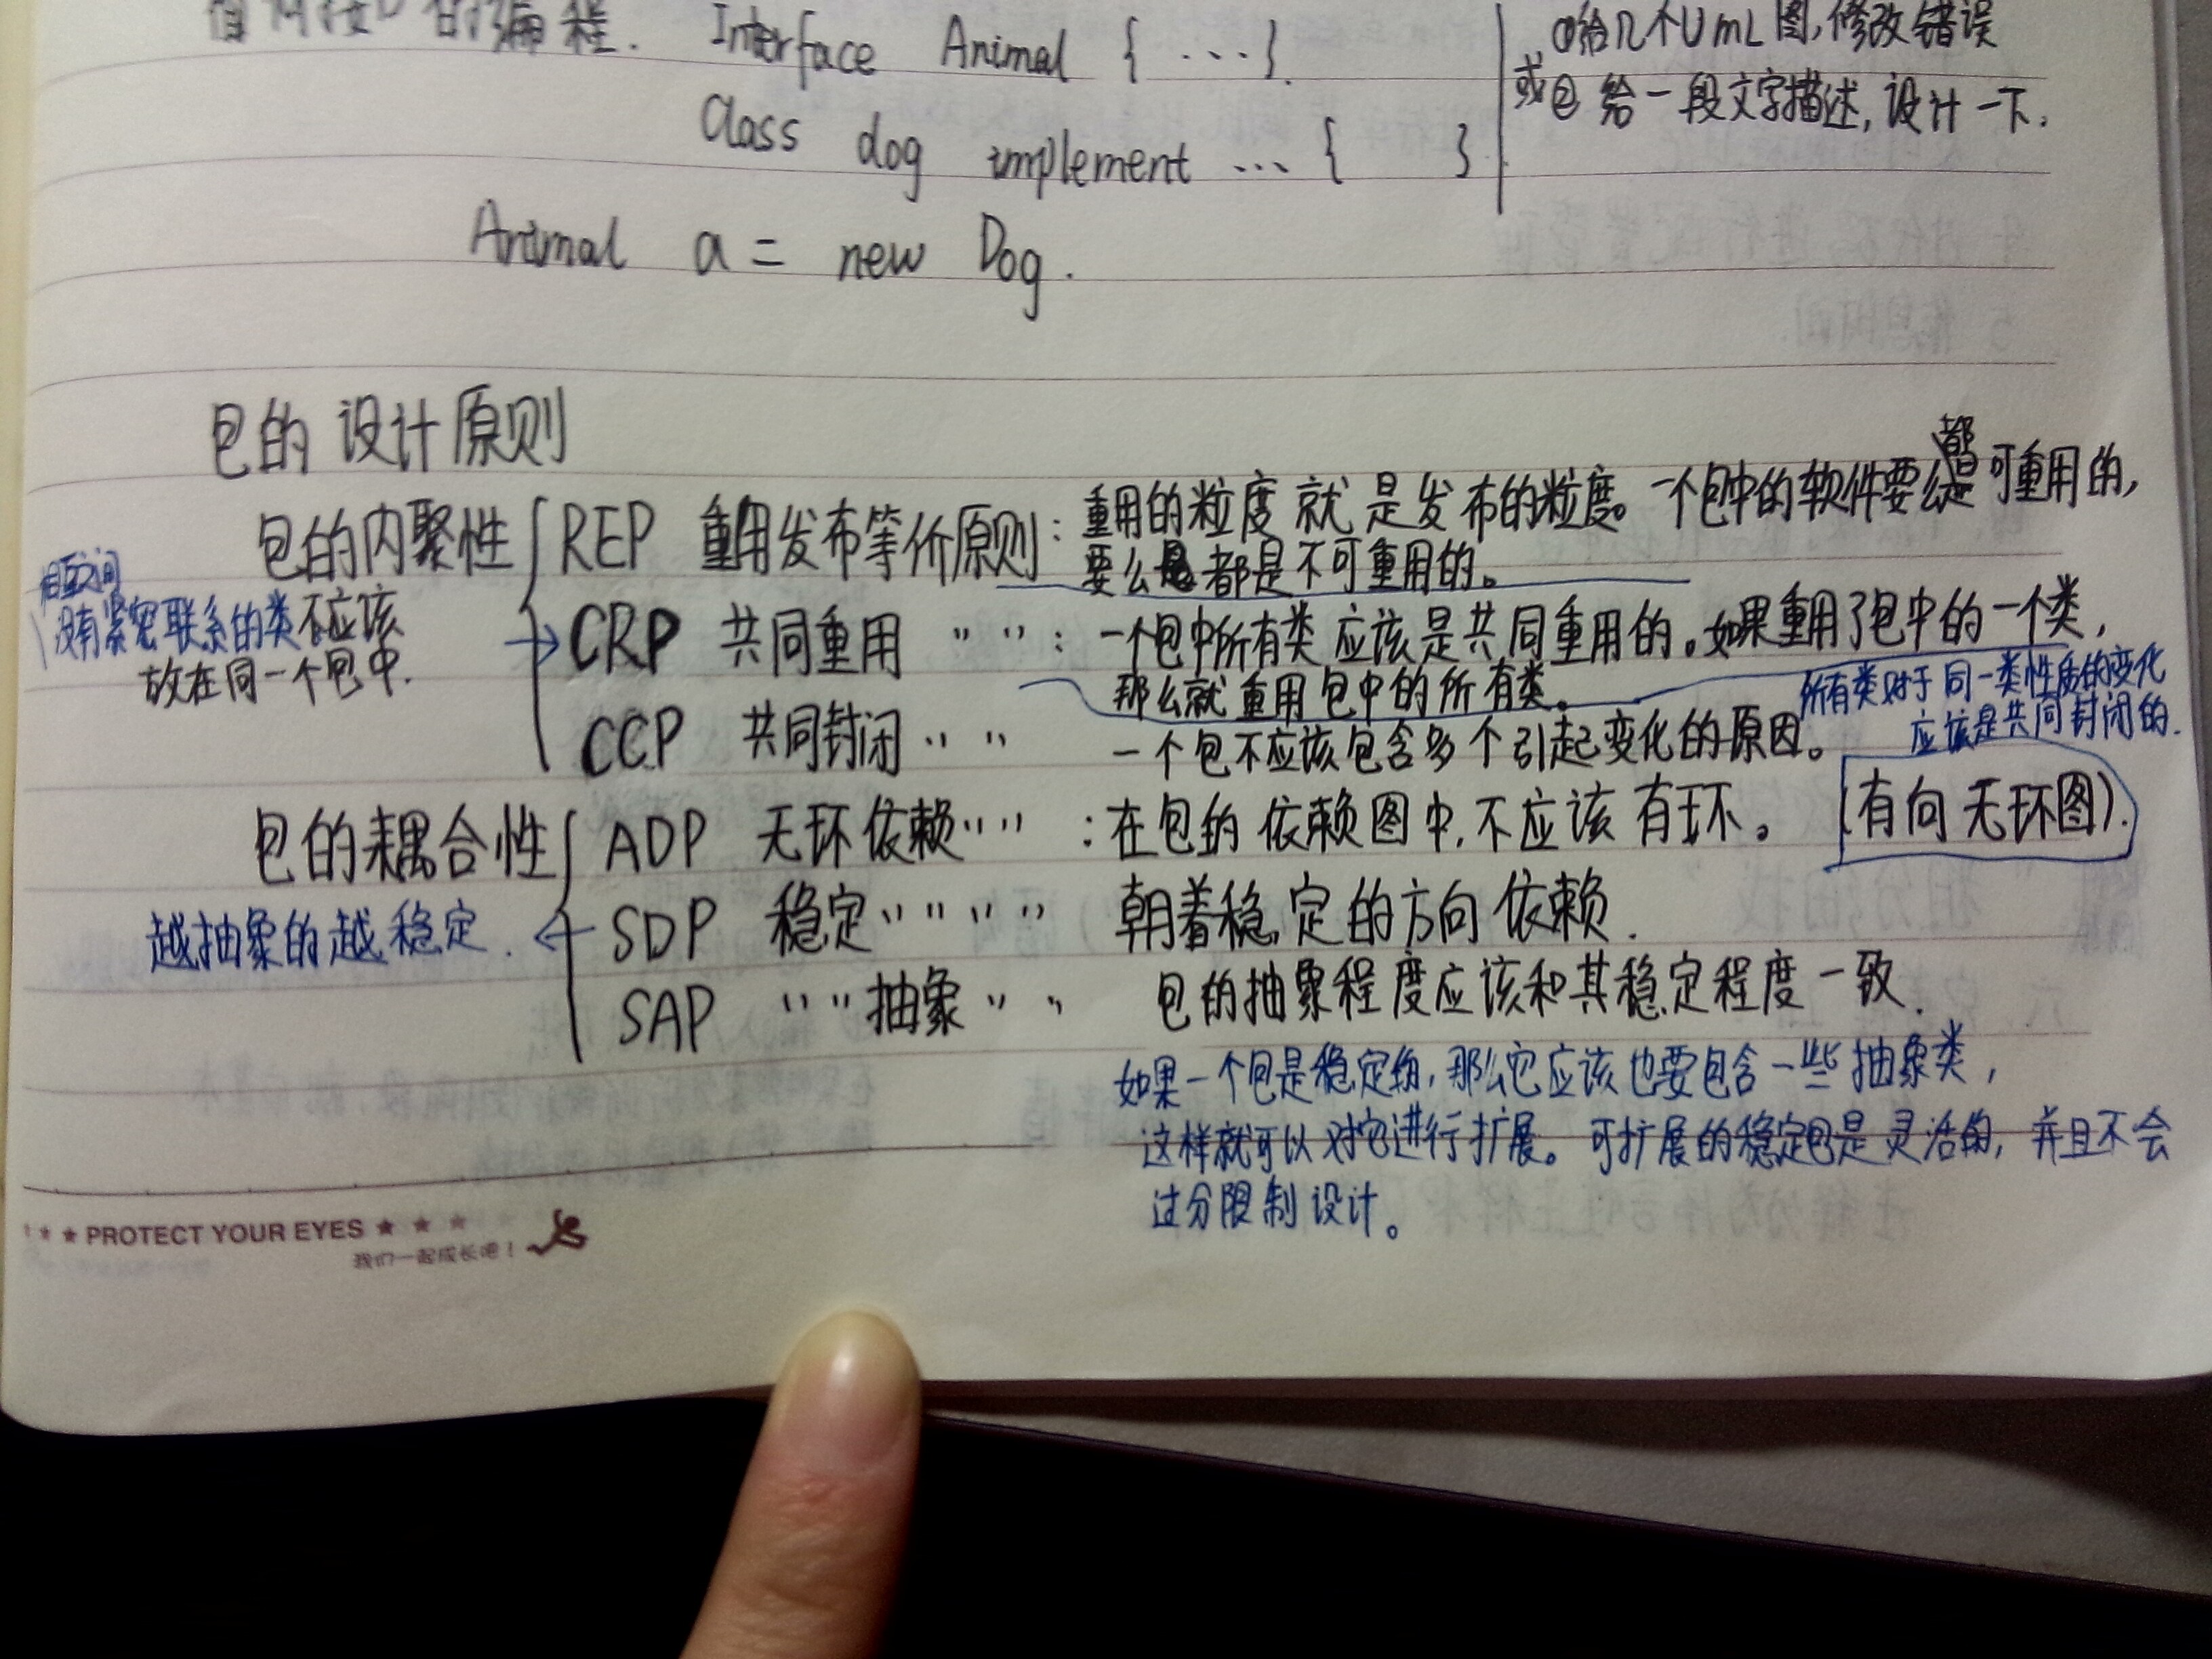 的编程. Interface Animal { ...}.
Class dog implement ... { }
Animal a = new Dog.
①给几个UmL图,修改错误
或② 给一段文字描述,设计一下.
包的设计原则
包的内聚性 REP 重用发布等价原则: 重用的粒度就是发布的粒度。一个包中的软件要么都是可重用的,
要么都是不可重用的。
相互之间
没有紧密联系的类不应该
放在同一个包中.
→CRP 共同重用 " " : 一个包中所有类应该是共同重用的。如果重用了包中的一个类,
那么就重用包中的所有类。
所有类对于同一类性质的变化
应该是共同封闭的.
CCP 共同封闭 " " 一个包不应该包含多个引起变化的原因。
包的耦合性 ADP 无环依赖 " " : 在包的依赖图中,不应该有环。 (有向无环图).
越抽象的越稳定. ← SDP 稳定 " " " " 朝着稳定的方向依赖.
SAP " " 抽象 " " 包的抽象程度应该和其稳定程度一致.
如果一个包是稳定的,那么它应该也要包含一些抽象类,
这样就可以对它进行扩展。可扩展的稳定包是灵活的,并且不会
过分限制设计。
★ ★ ★ PROTECT YOUR EYES ★ ★ ★
我们一起成长吧!